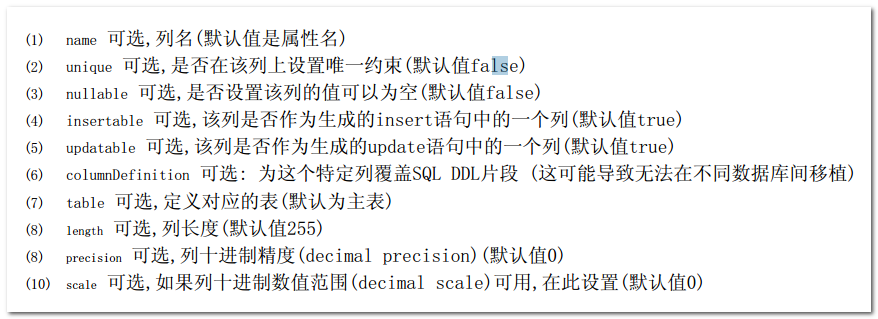 (1) name 可选,列名(默认值是属性名)
(2) unique 可选,是否在该列上设置唯一约束(默认值false)
(3) nullable 可选,是否设置该列的值可以为空(默认值false)
(4) insertable 可选,该列是否作为生成的insert语句中的一个列(默认值true)
(5) updatable 可选,该列是否作为生成的update语句中的一个列(默认值true)
(6) columnDefinition 可选: 为这个特定列覆盖SQL DDL片段 (这可能导致无法在不同数据库间移植)
(7) table 可选,定义对应的表(默认为主表)
(8) length 可选,列长度(默认值255)
(8) precision 可选,列十进制精度(decimal precision)(默认值0)
(10) scale 可选,如果列十进制数值范围(decimal scale)可用,在此设置(默认值0)